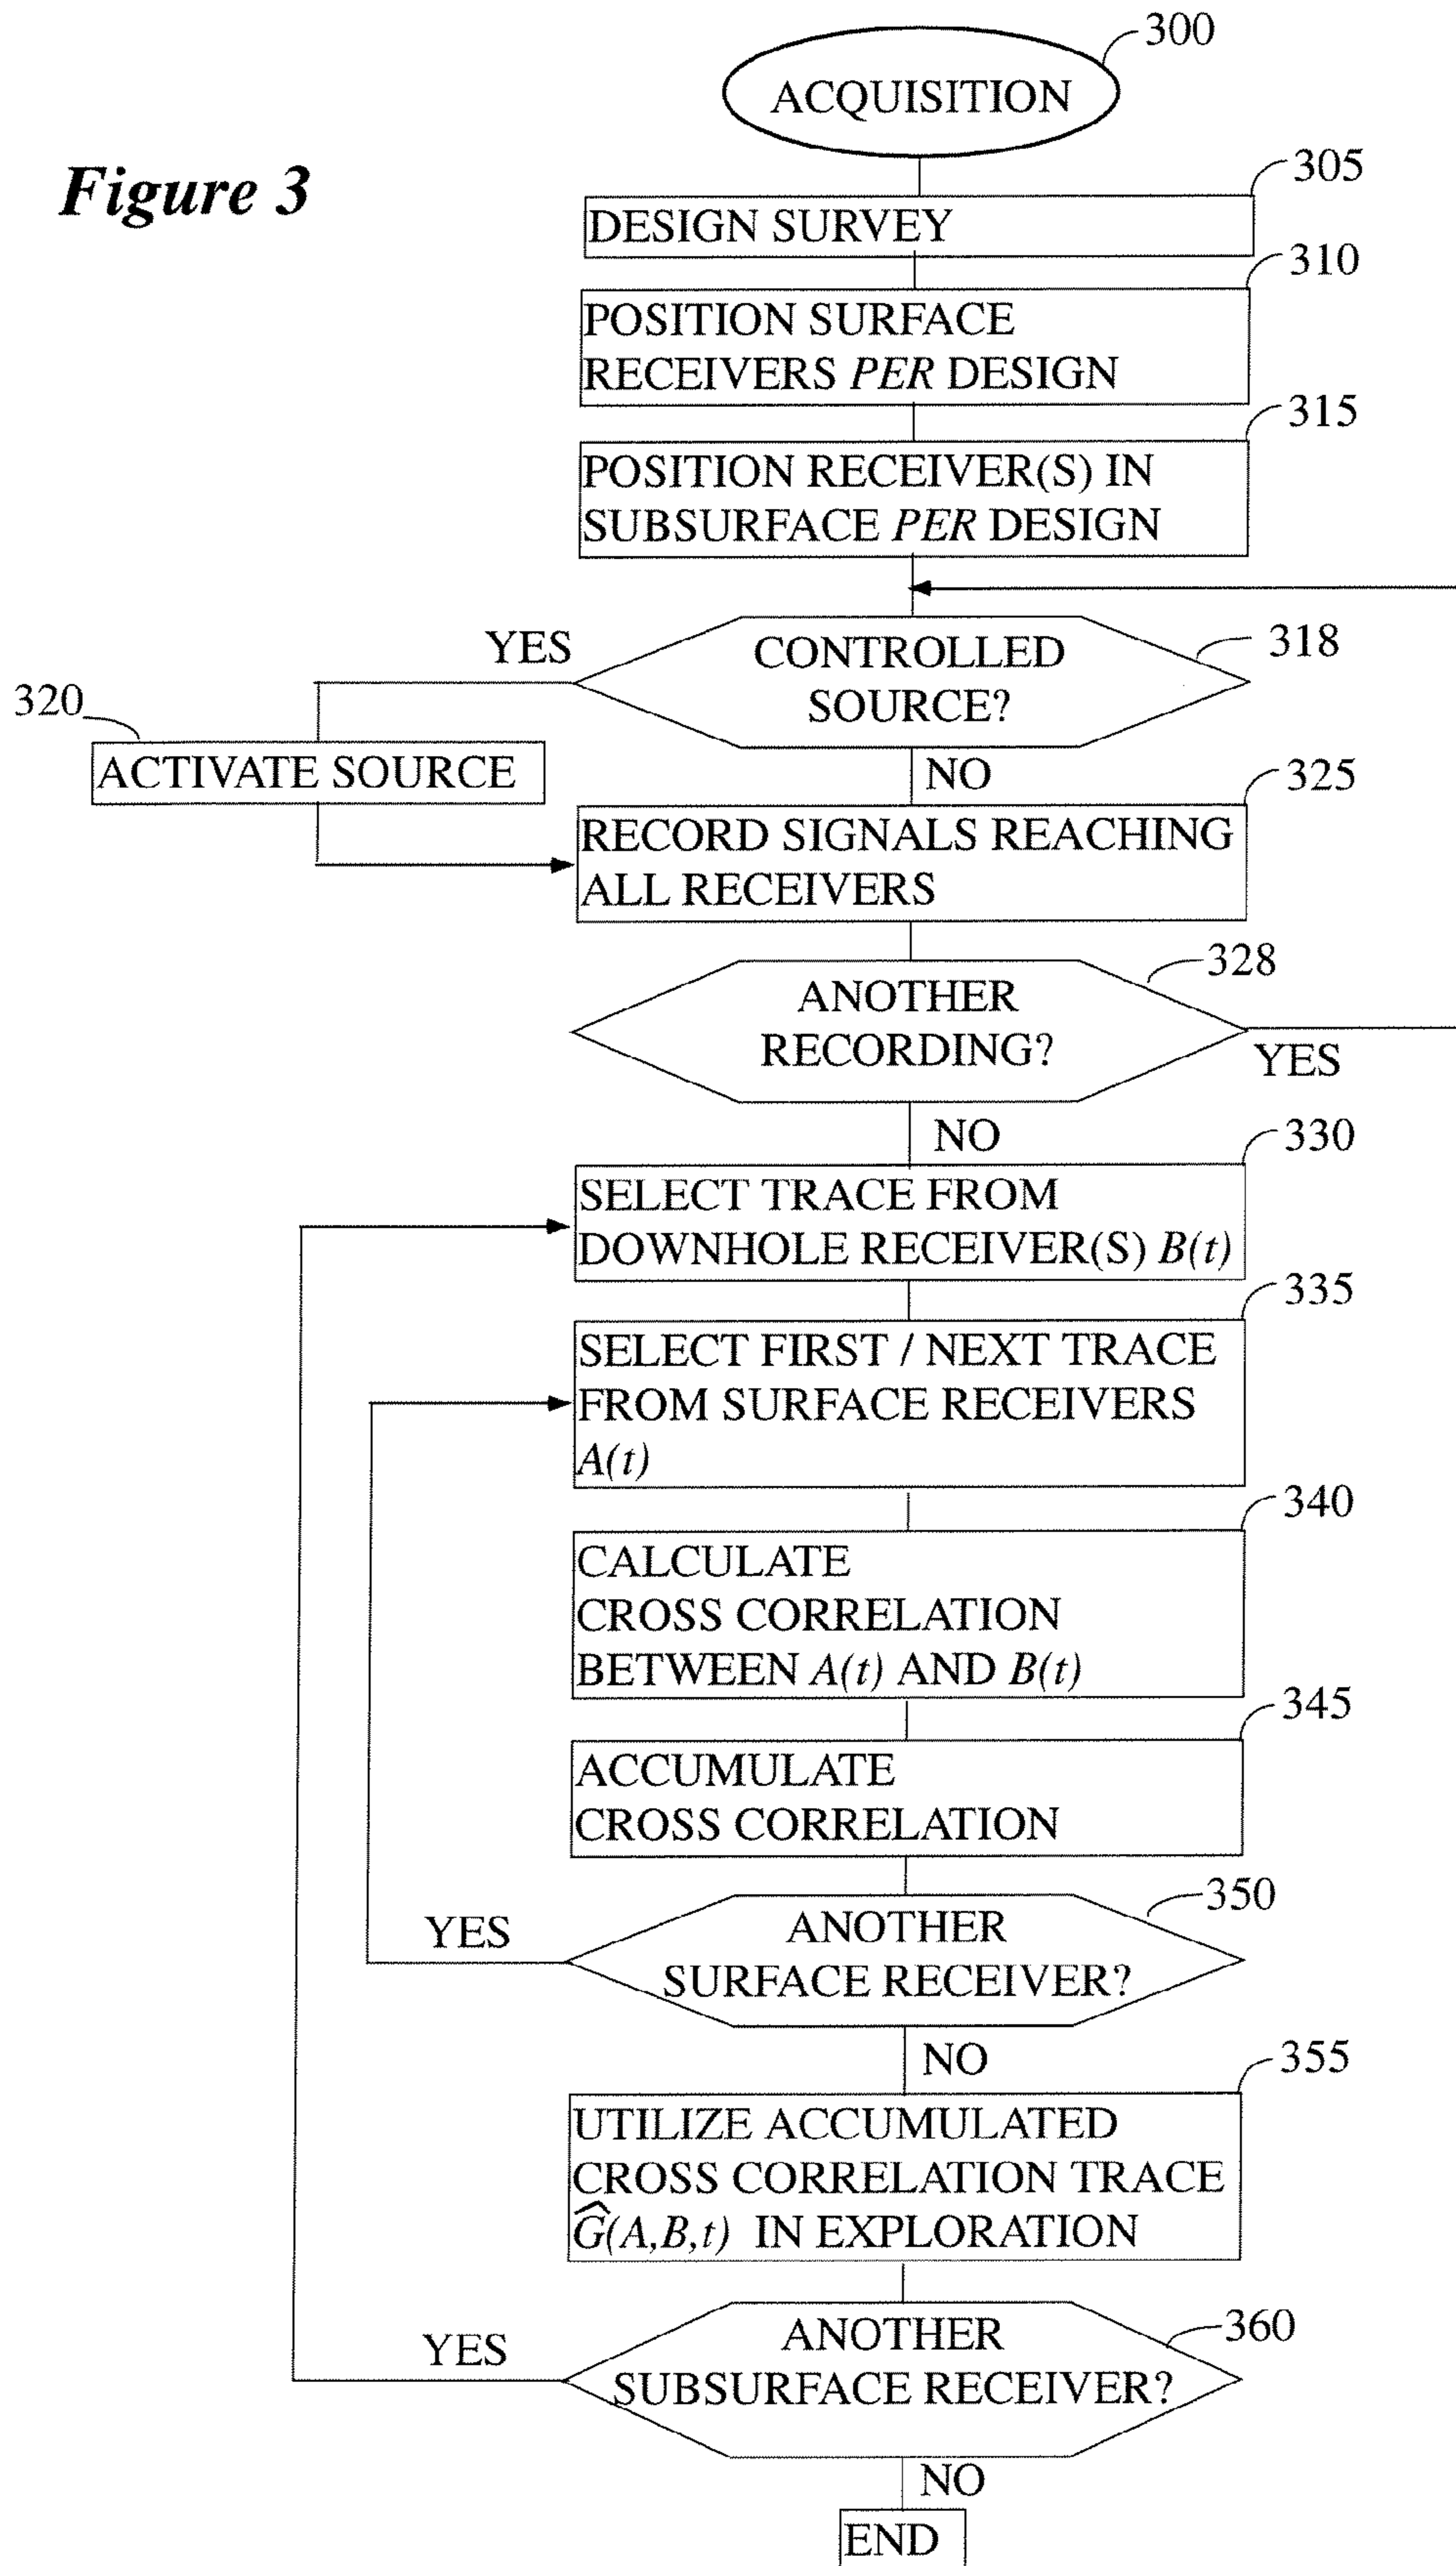 300
ACQUISITION
Figure 3
305
DESIGN SURVEY
310
POSITION SURFACE
RECEIVERS PER DESIGN
315
POSITION RECEIVER(S) IN
SUBSURFACE PER DESIGN
318
YES
CONTROLLED
SOURCE?
320
ACTIVATE SOURCE
NO
325
RECORD SIGNALS REACHING
ALL RECEIVERS
328
ANOTHER
RECORDING?
YES
NO
330
SELECT TRACE FROM
DOWNHOLE RECEIVER(S) B(t)
335
SELECT FIRST / NEXT TRACE
FROM SURFACE RECEIVERS
A(t)
340
CALCULATE
CROSS CORRELATION
BETWEEN A(t) AND B(t)
345
ACCUMULATE
CROSS CORRELATION
350
YES
ANOTHER
SURFACE RECEIVER?
NO
355
UTILIZE ACCUMULATED
CROSS CORRELATION TRACE
Ĝ(A,B,t) IN EXPLORATION
360
YES
ANOTHER
SUBSURFACE RECEIVER?
NO
END